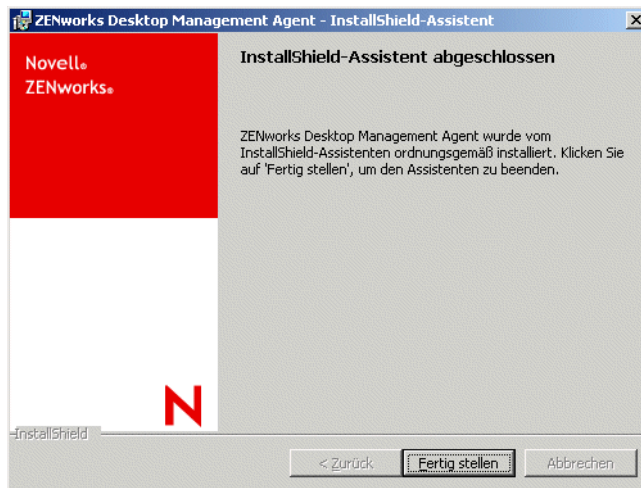 ZENworks Desktop Management Agent - InstallShield-Assistent
Novell®
ZENworks®
InstallShield-Assistent abgeschlossen
ZENworks Desktop Management Agent wurde vom
InstallShield-Assistenten ordnungsgemäß installiert. Klicken Sie
auf 'Fertig stellen', um den Assistenten zu beenden.
N
InstallShield
< Zurück
Fertig stellen
Abbrechen